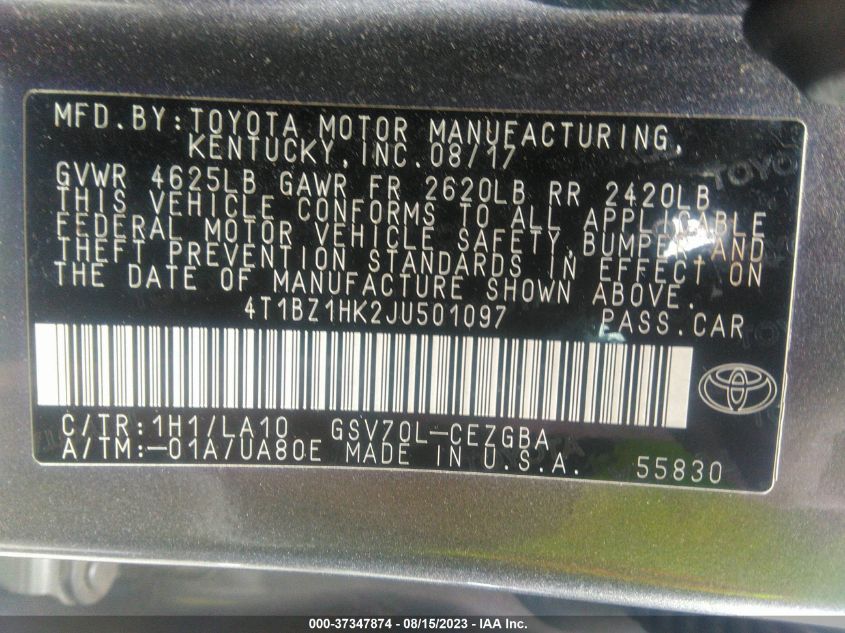 MFD.BY:TOYOTA MOTOR MANUFACTURING,
KENTUCKY,INC.08/17
GVWR 4625LB GAWR FR 2620LB RR 2420LB
THIS VEHICLE CONFORMS TO ALL APPLICABLE
FEDERAL MOTOR VEHICLE SAFETY,BUMPER,AND
THEFT PREVENTION STANDARDS IN EFFECT ON
THE DATE OF MANUFACTURE SHOWN ABOVE.
4T1BZ1HK2JU501097 PASS.CAR
C/TR:1H1/LA10 GSV70L-CEZGBA
A/TM:-01A/UA80E MADE IN U.S.A. 55830
000-37347874 - 08/15/2023 - IAA Inc.